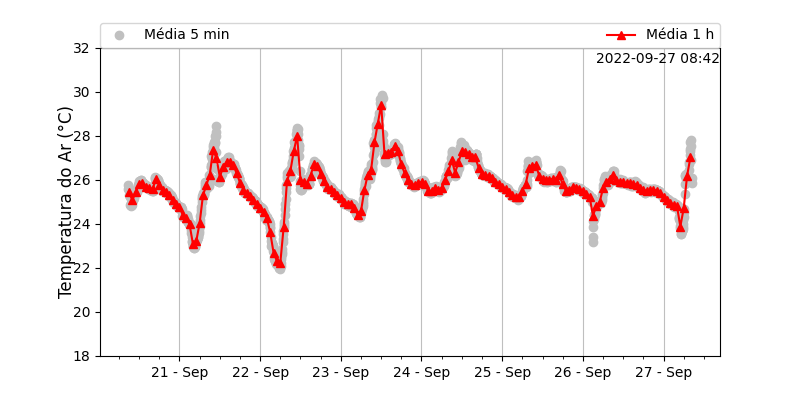 Média 5 min
Média 1 h
2022-09-27 08:42
Temperatura do Ar (°C)
32
30
28
26
24
22
20
18
21 - Sep
22 - Sep
23 - Sep
24 - Sep
25 - Sep
26 - Sep
27 - Sep